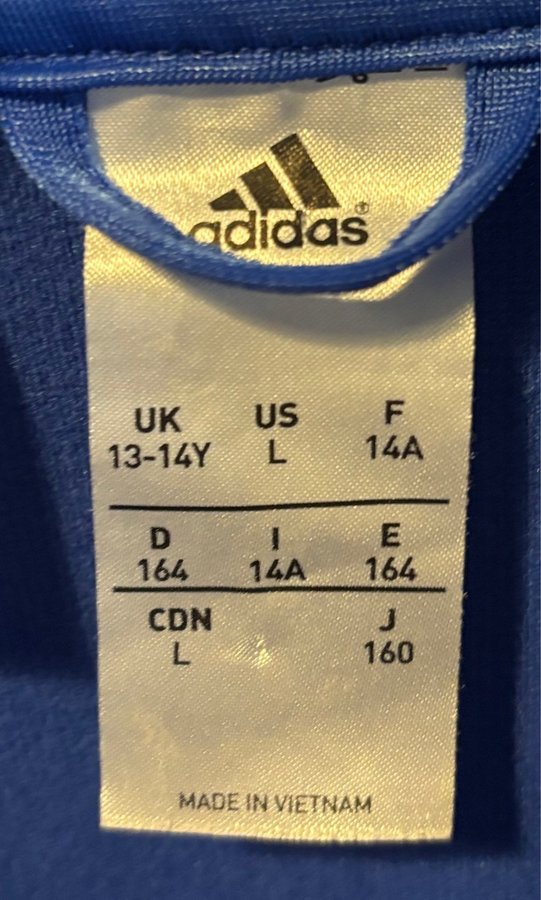 adidas®
UK US F
13-14Y L 14A
D I E
164 14A 164
CDN J
L 160
MADE IN VIETNAM